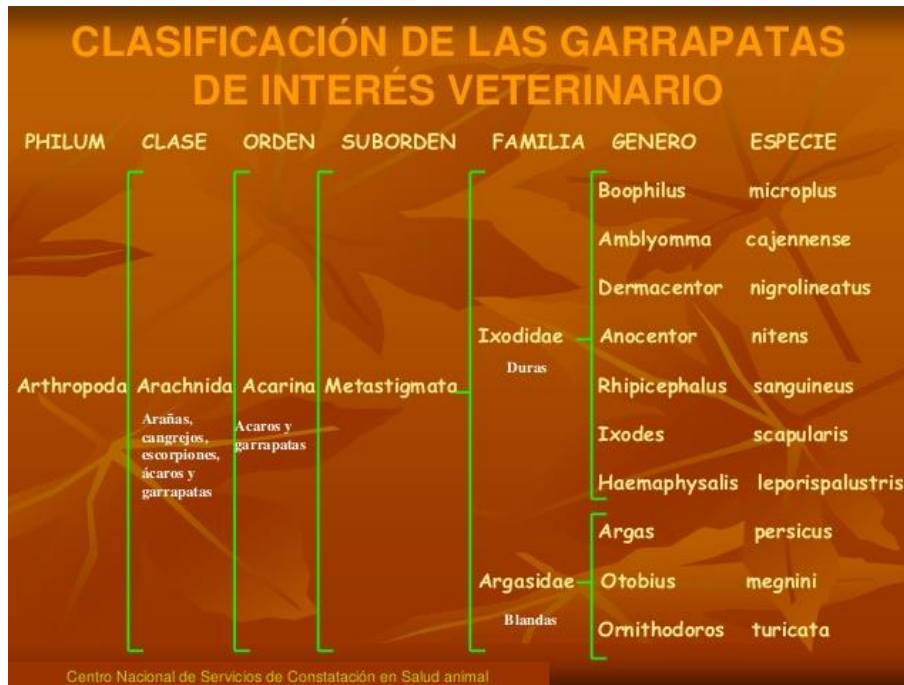 CLASIFICACIÓN DE LAS GARRAPATAS
DE INTERÉS VETERINARIO
PHILUM CLASE ORDEN SUBORDEN FAMILIA GENERO ESPECIE
Boophilus microplus
Amblyomma cajennense
Dermacentor nigrolineatus
Ixodidae Anocentor nitens
Duras
Arthropoda Arachnida Acarina Metastigmata Rhipicephalus sanguineus
Arañas,
cangrejos,
escorpiones,
ácaros y
garrapatas
Acaros y
garrapatas
Ixodes scapularis
Haemaphysalis leporispalustris
Argas persicus
Argasidae Otobius megnini
Blandas
Ornithodoros turicata
Centro Nacional de Servicios de Constatación en Salud animal